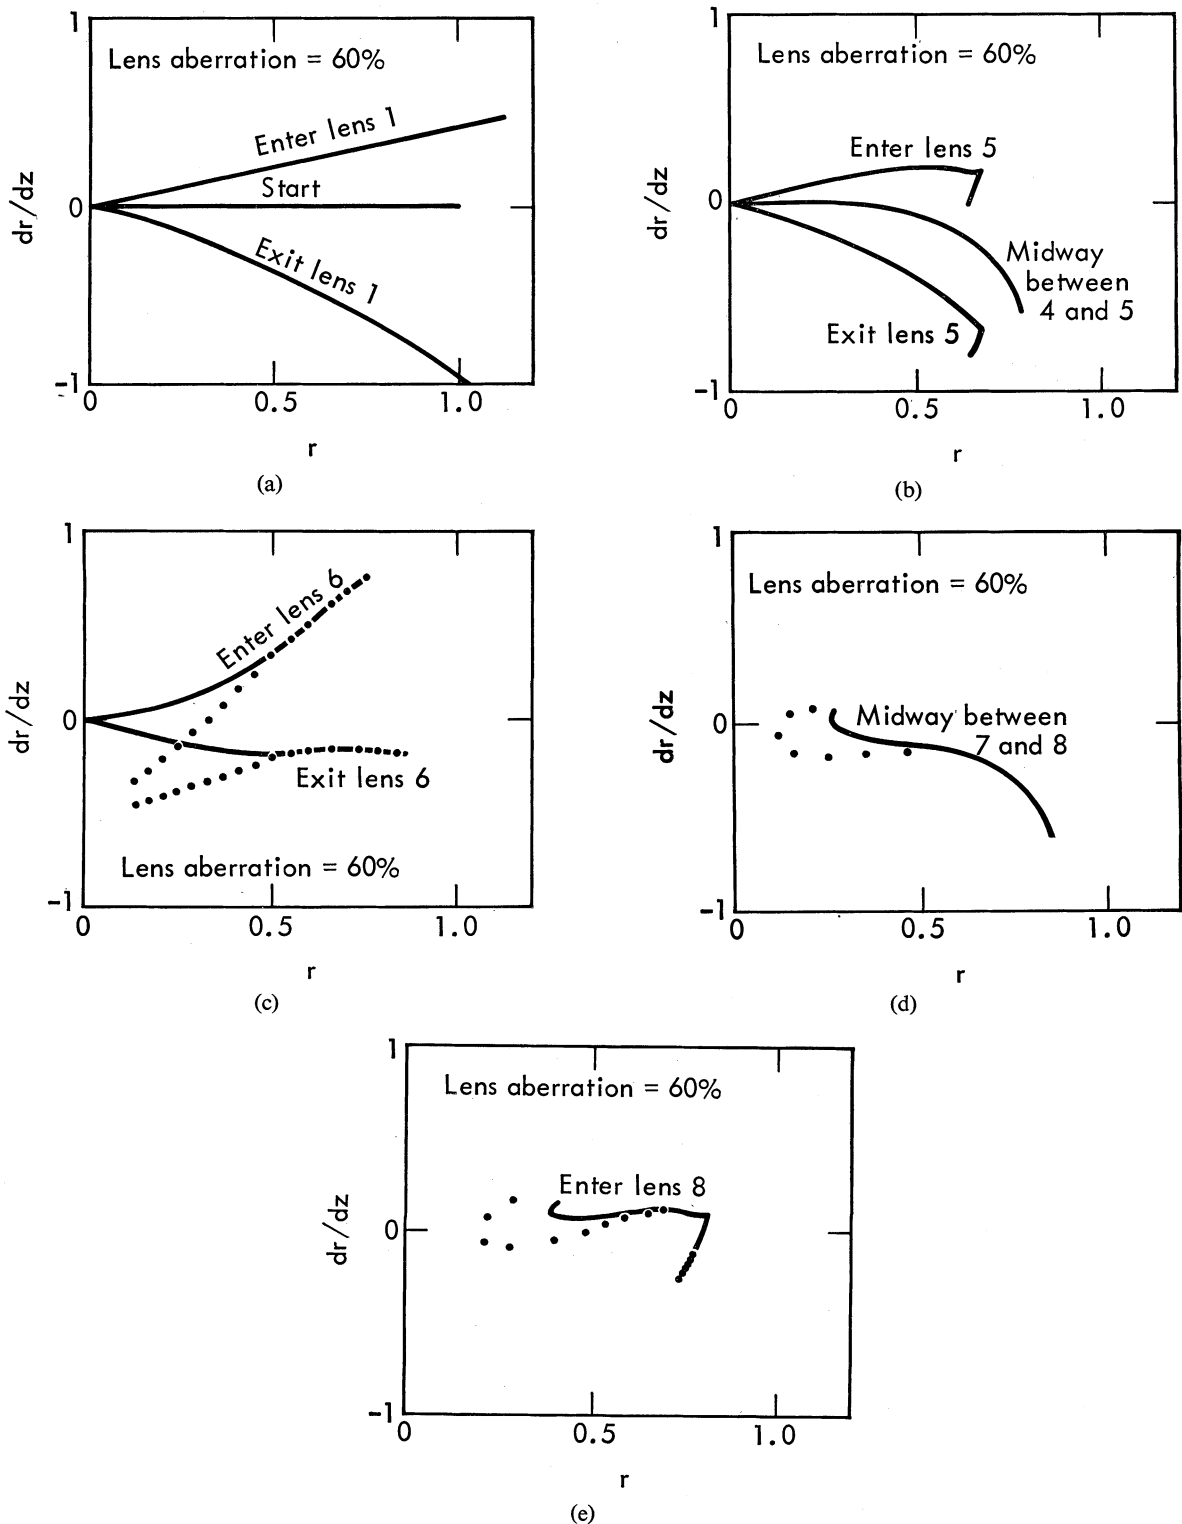 1
Lens aberration = 60%
Enter lens 1
Start
dr/dz
0
Exit lens 1
-1
0
0.5
1.0
r
(a)
1
Lens aberration = 60%
Enter lens 5
dr/dz
0
Midway
between
4 and 5
Exit lens 5
-1
0
0.5
1.0
r
(b)
1
Enter lens 6
dr/dz
0
Exit lens 6
Lens aberration = 60%
-1
0
0.5
1.0
r
(c)
1
Lens aberration = 60%
dr/dz
0
Midway between
7 and 8
-1
0
0.5
1.0
r
(d)
1
Lens aberration = 60%
Enter lens 8
dr/dz
0
-1
0
0.5
1.0
r
(e)